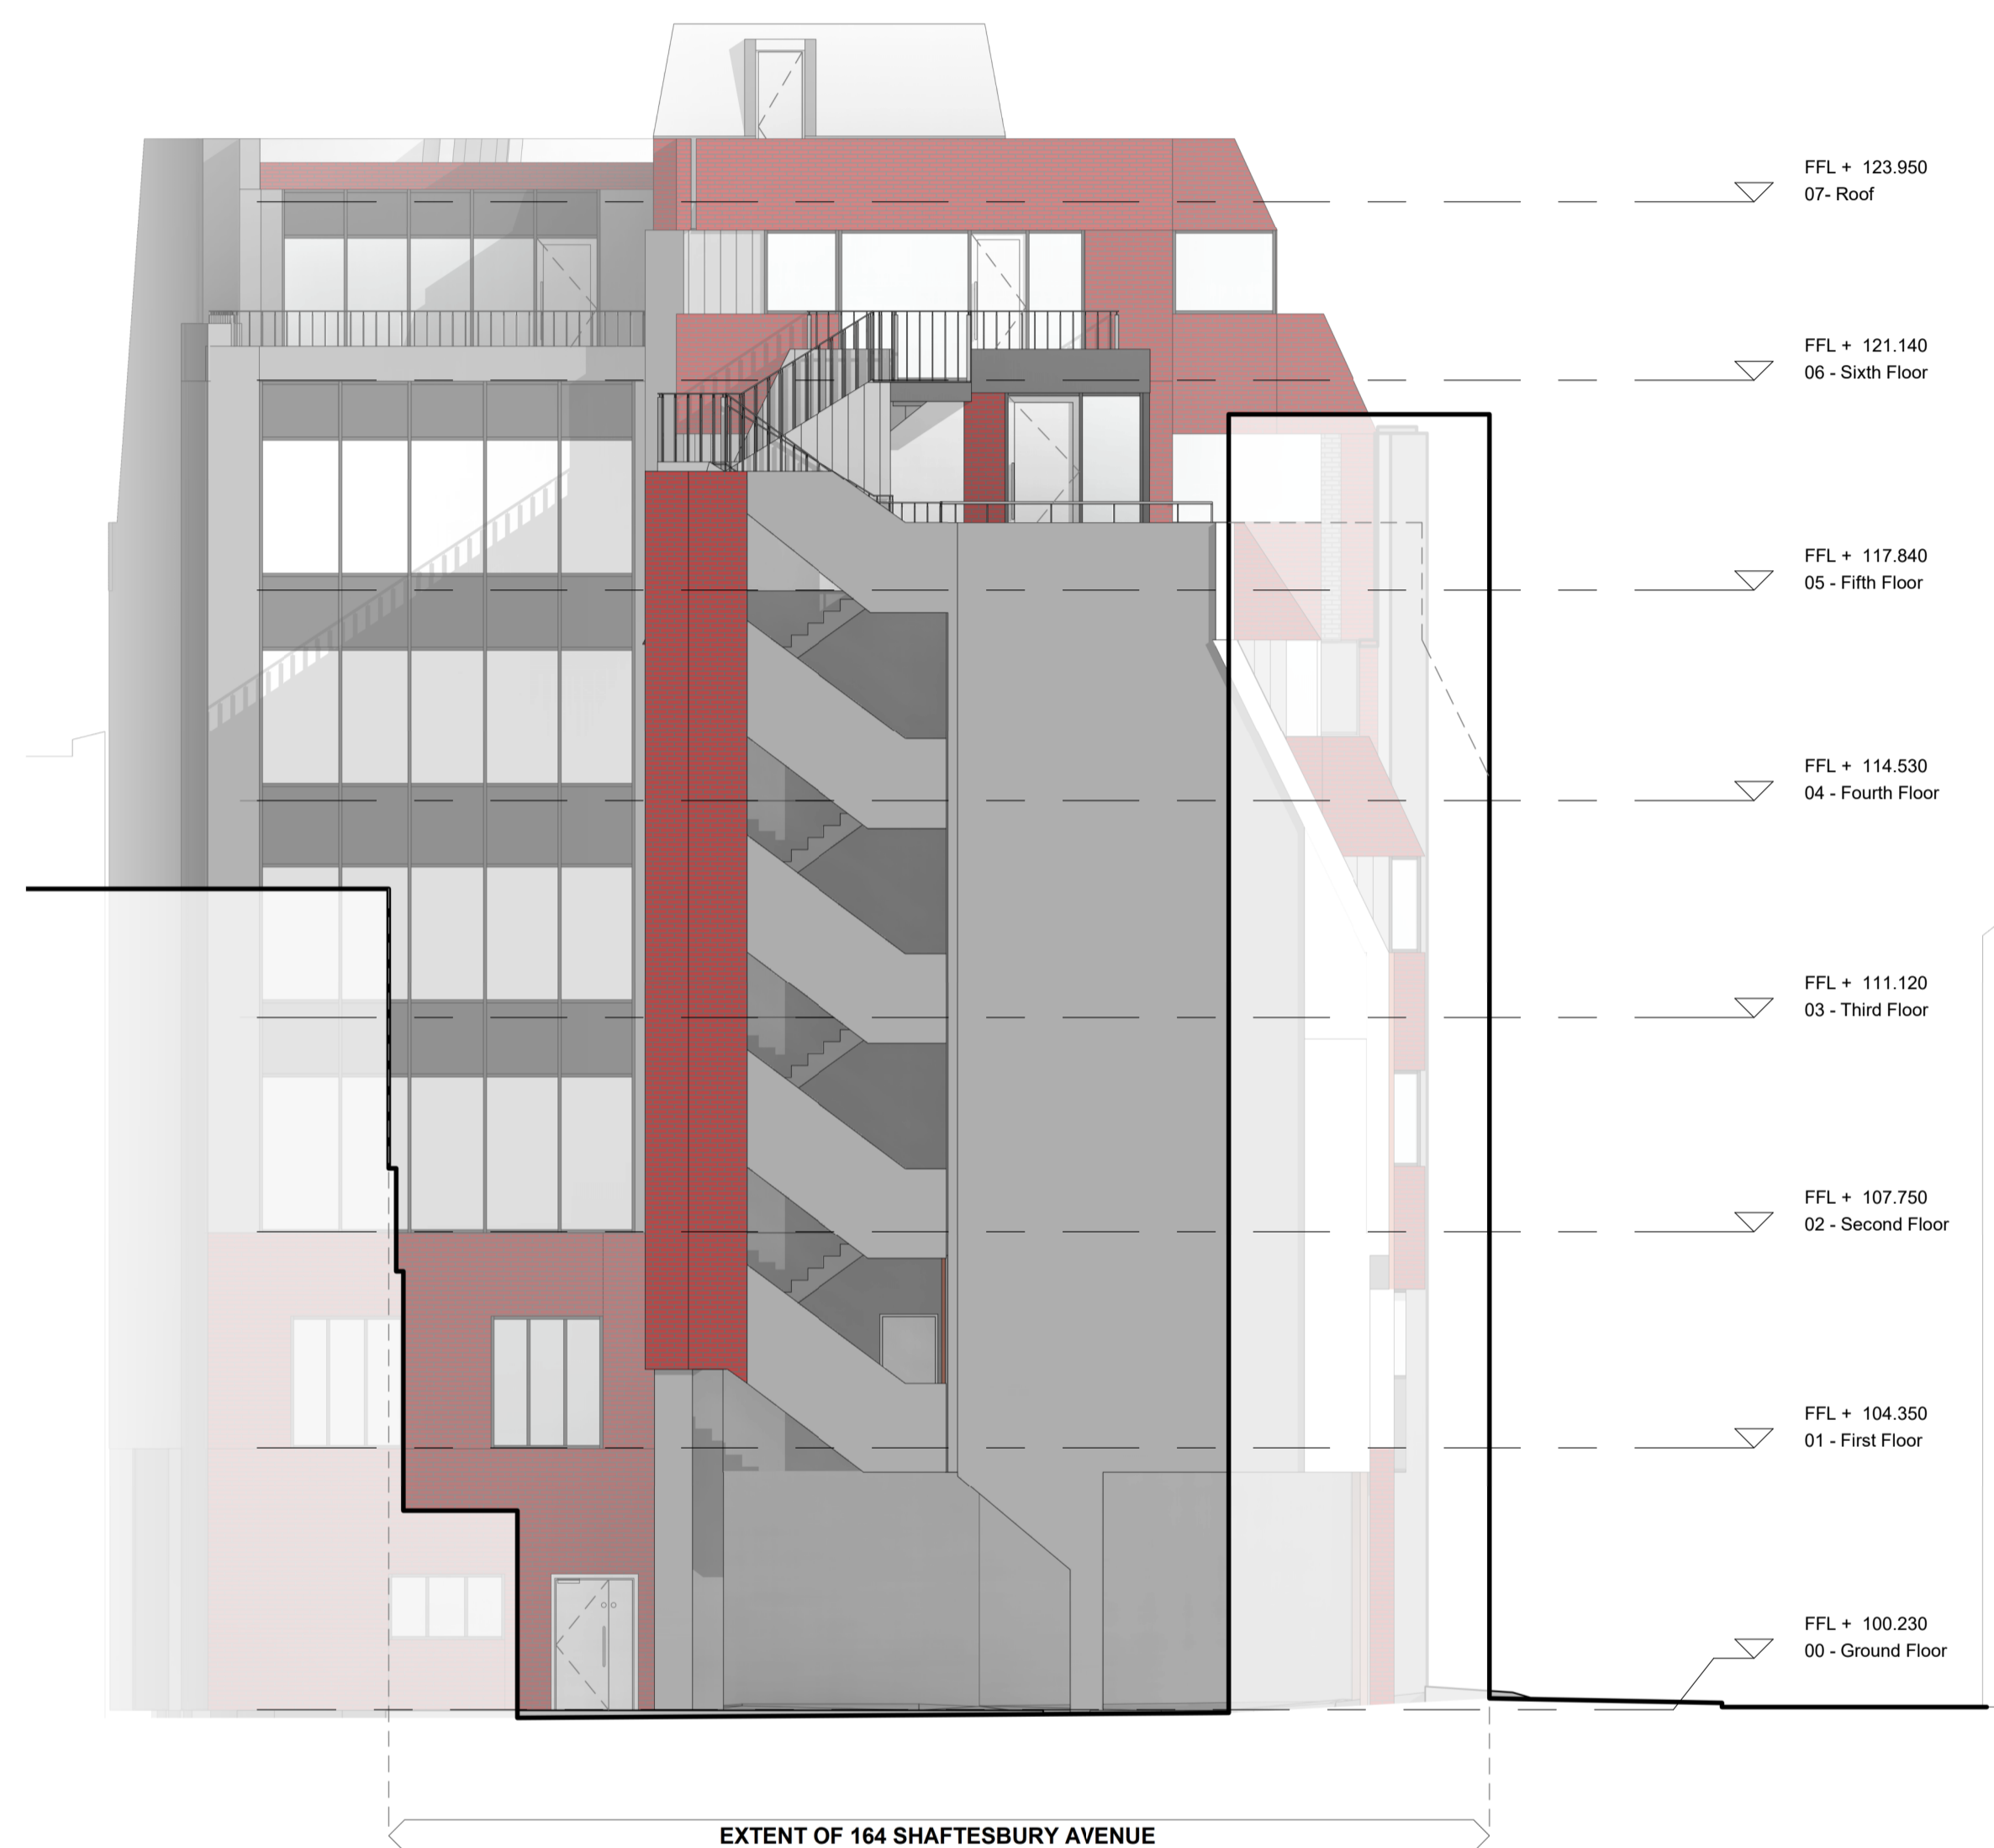 FFL + 123.950
07- Roof
FFL + 121.140
06 - Sixth Floor
FFL + 117.840
05 - Fifth Floor
FFL + 114.530
04 - Fourth Floor
FFL + 111.120
03 - Third Floor
FFL + 107.750
02 - Second Floor
FFL + 104.350
01 - First Floor
FFL + 100.230
00 - Ground Floor
EXTENT OF 164 SHAFTESBURY AVENUE